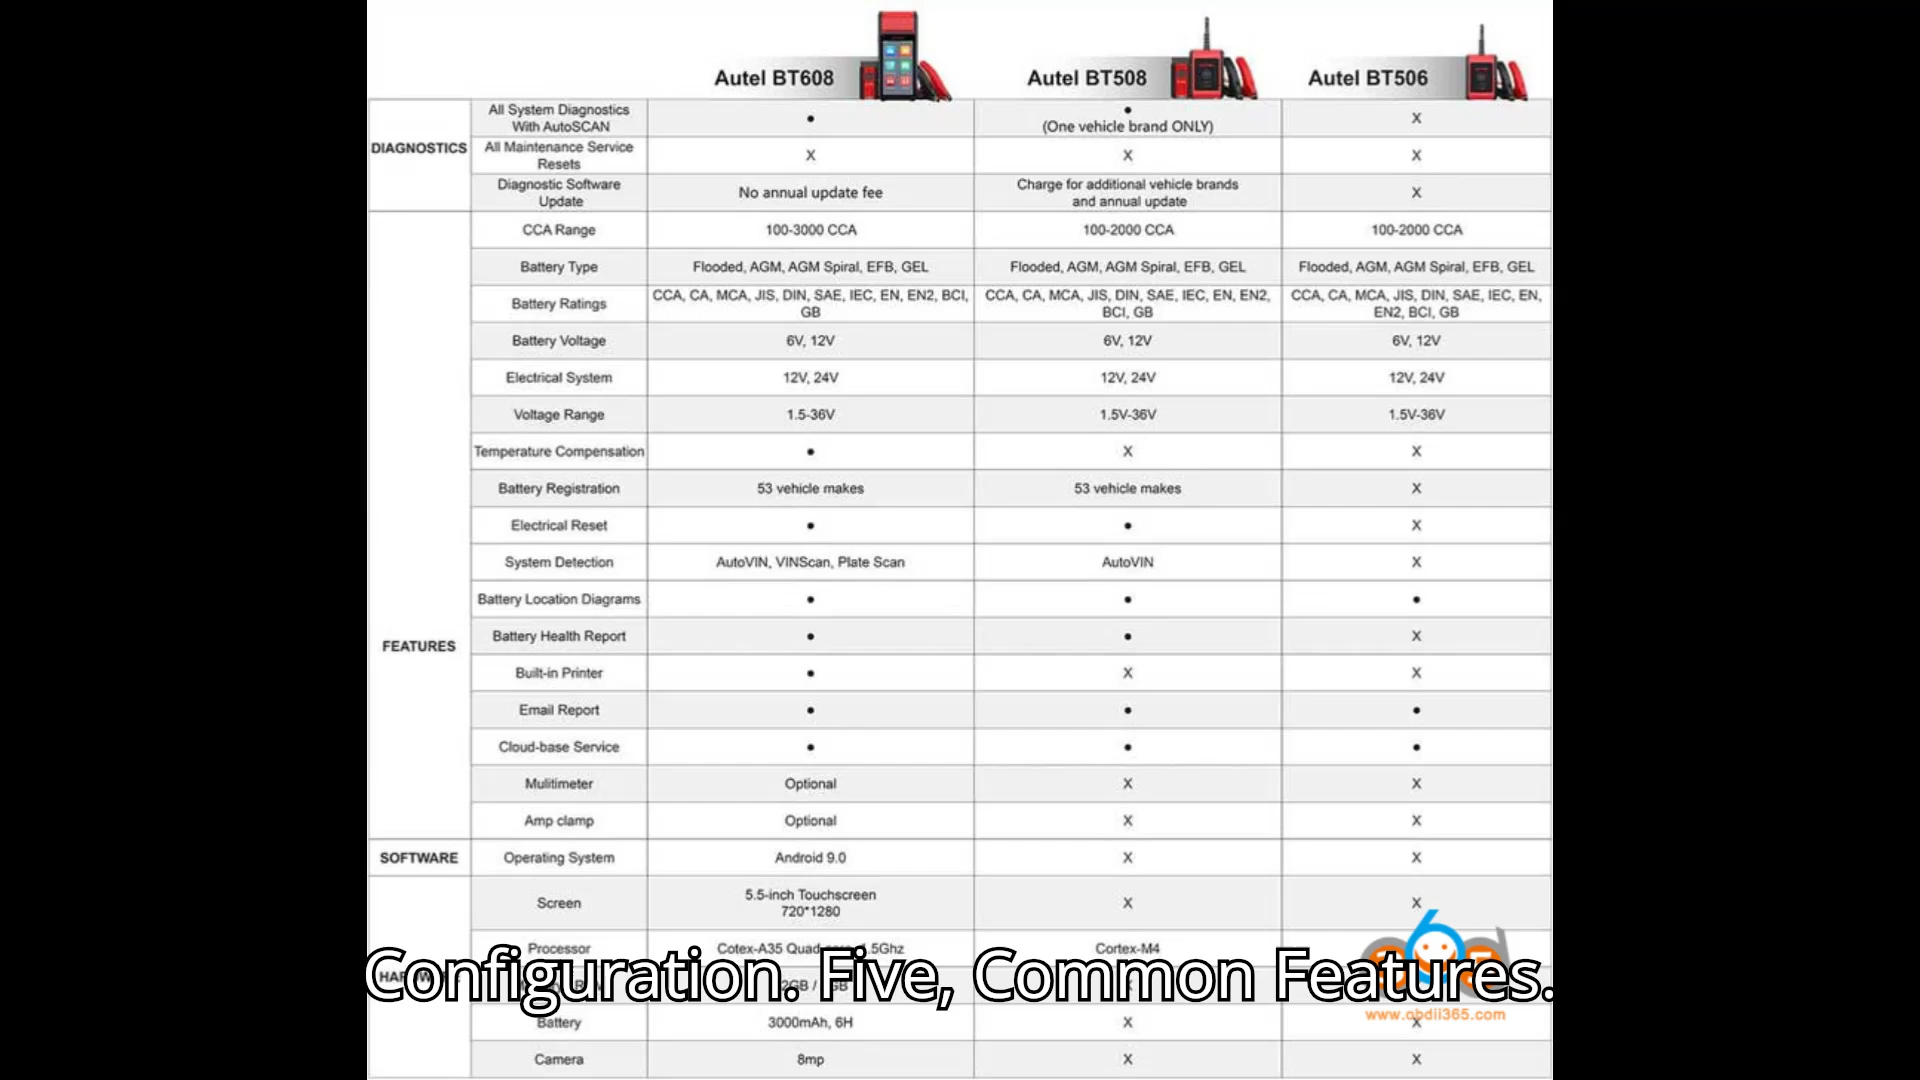 Autel BT608 Autel BT508 Autel BT506
DIAGNOSTICS
All System Diagnostics
With AutoSCAN
●
●
(One vehicle brand ONLY)
X
All Maintenance Service
Resets
X X X
Diagnostic Software
Update
No annual update fee
Charge for additional vehicle brands
and annual update
X
FEATURES
CCA Range 100-3000 CCA 100-2000 CCA 100-2000 CCA
Battery Type Flooded, AGM, AGM Spiral, EFB, GEL Flooded, AGM, AGM Spiral, EFB, GEL Flooded, AGM, AGM Spiral, EFB, GEL
Battery Ratings
CCA, CA, MCA, JIS, DIN, SAE, IEC, EN, EN2, BCI,
GB
CCA, CA, MCA, JIS, DIN, SAE, IEC, EN, EN2,
BCI, GB
CCA, CA, MCA, JIS, DIN, SAE, IEC, EN,
EN2, BCI, GB
Battery Voltage 6V, 12V 6V, 12V 6V, 12V
Electrical System 12V, 24V 12V, 24V 12V, 24V
Voltage Range 1.5-36V 1.5V-36V 1.5V-36V
Temperature Compensation ● X X
Battery Registration 53 vehicle makes 53 vehicle makes X
Electrical Reset ● ● X
System Detection AutoVIN, VINScan, Plate Scan AutoVIN X
Battery Location Diagrams ● ● ●
Battery Health Report ● ● X
Built-in Printer ● X X
Email Report ● ● ●
Cloud-base Service ● ● ●
Mulitimeter Optional X X
Amp clamp Optional X X
SOFTWARE
Operating System Android 9.0 X X
Screen
5.5-inch Touchscreen
720*1280
X X
Processor Cotex-A35 Quad 1.5Ghz Cortex-M4
Configuration. Five, Common Features.
www.obdii365.com
Battery 3000mAh, 6H X X
Camera 8mp X X